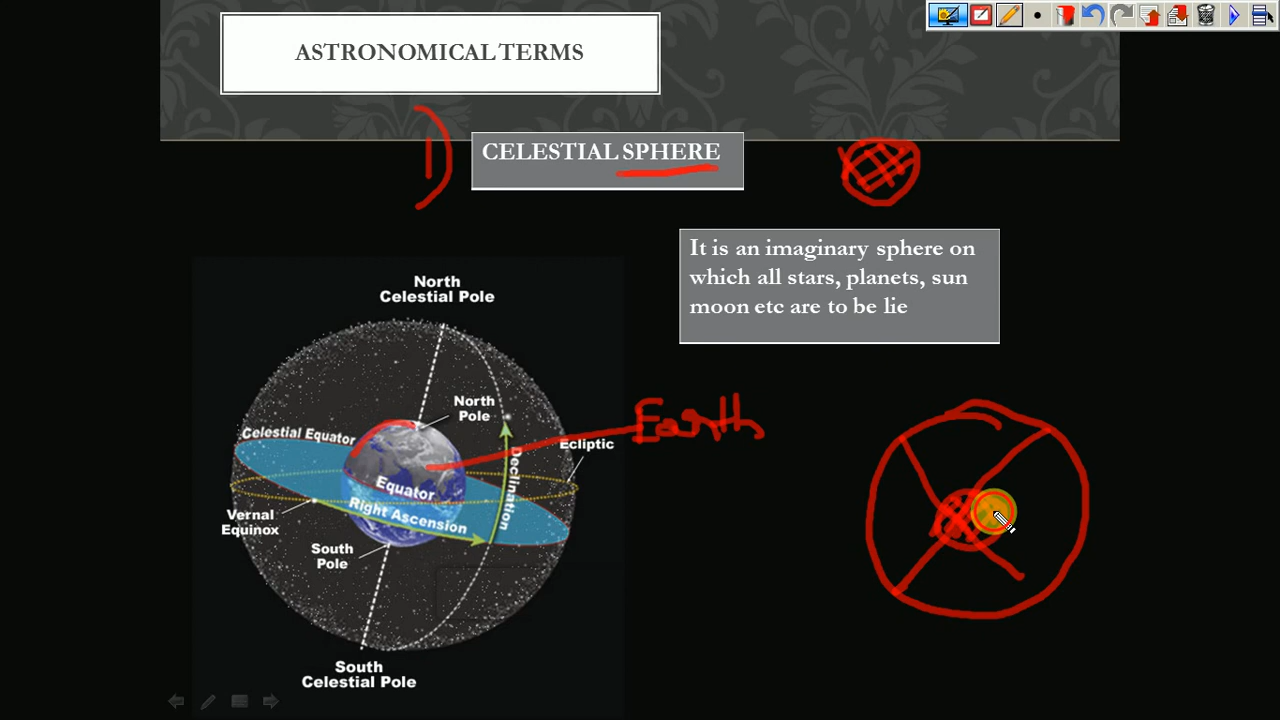 ASTRONOMICAL TERMS
1)
CELESTIAL SPHERE
It is an imaginary sphere on
which all stars, planets, sun
moon etc are to be lie
North
Celestial Pole
North
Pole
Earth
Celestial Equator
Ecliptic
Declination
Equator
Right Ascension
Vernal
Equinox
South
Pole
South
Celestial Pole